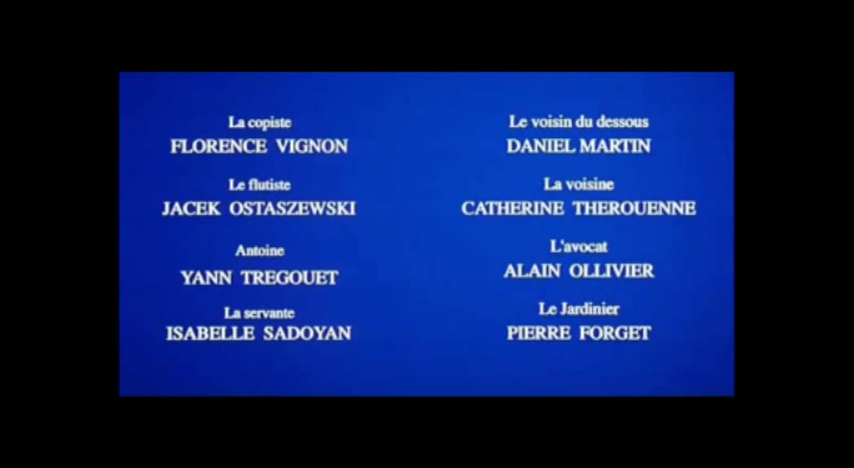 La copiste
FLORENCE VIGNON
Le flutiste
JACEK OSTASZEWSKI
Antoine
YANN TREGOUET
La servante
ISABELLE SADOYAN
Le voisin du dessous
DANIEL MARTIN
La voisine
CATHERINE THEROUENNE
L'avocat
ALAIN OLLIVIER
Le Jardinier
PIERRE FORGET